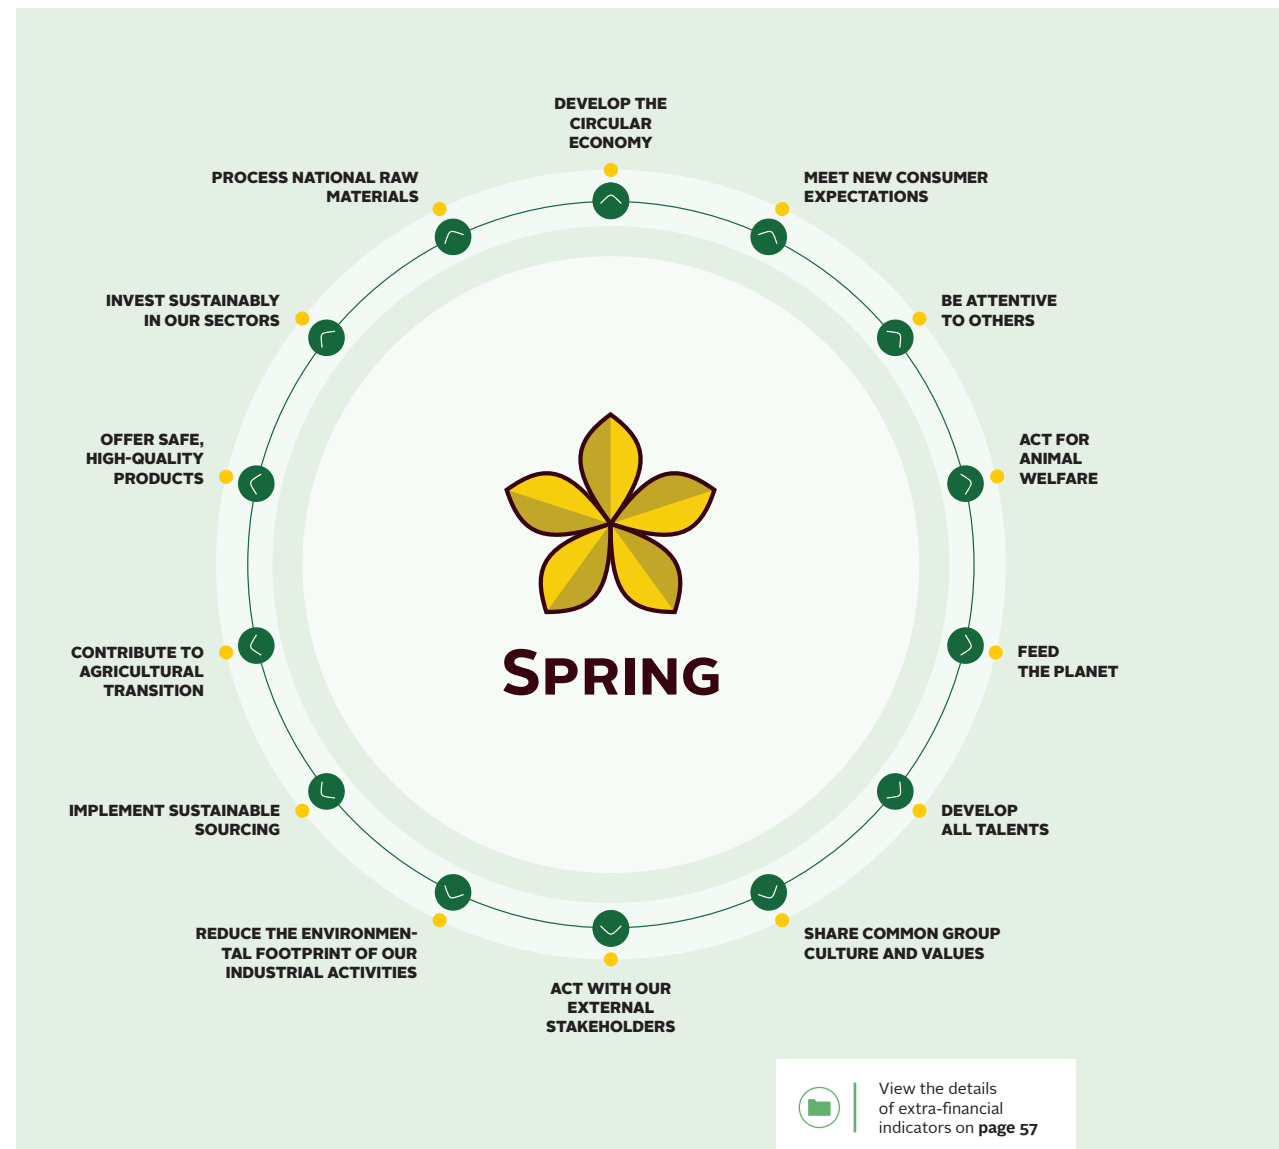 DEVELOP THE
CIRCULAR
ECONOMY
MEET NEW CONSUMER
EXPECTATIONS
BE ATTENTIVE
TO OTHERS
ACT FOR
ANIMAL
WELFARE
FEED
THE PLANET
DEVELOP
ALL TALENTS
SHARE COMMON GROUP
CULTURE AND VALUES
ACT WITH OUR
EXTERNAL
STAKEHOLDERS
REDUCE THE ENVIRONMEN-
TAL FOOTPRINT OF OUR
INDUSTRIAL ACTIVITIES
IMPLEMENT SUSTAINABLE
SOURCING
CONTRIBUTE TO
AGRICULTURAL
TRANSITION
OFFER SAFE,
HIGH-QUALITY
PRODUCTS
INVEST SUSTAINABLY
IN OUR SECTORS
PROCESS NATIONAL RAW
MATERIALS
SPRING
View the details
of extra-financial
indicators on page 57